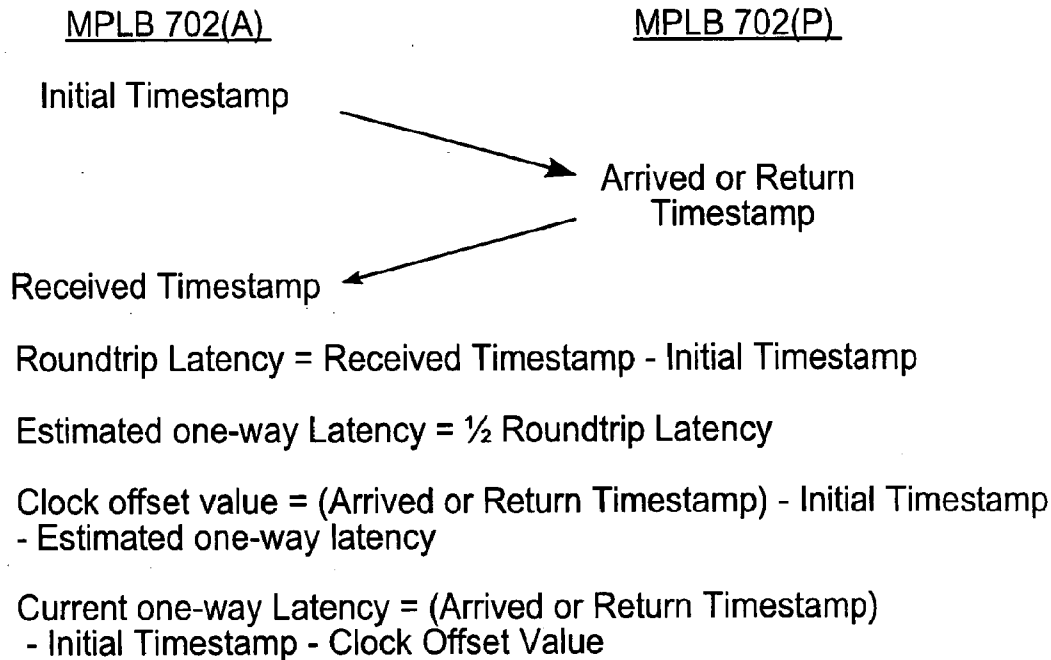 MPLB 702(A) MPLB 702(P)
Initial Timestamp
Arrived or Return
Timestamp
Received Timestamp
Roundtrip Latency = Received Timestamp - Initial Timestamp
Estimated one-way Latency = ½ Roundtrip Latency
Clock offset value = (Arrived or Return Timestamp) - Initial Timestamp
- Estimated one-way latency
Current one-way Latency = (Arrived or Return Timestamp)
- Initial Timestamp - Clock Offset Value